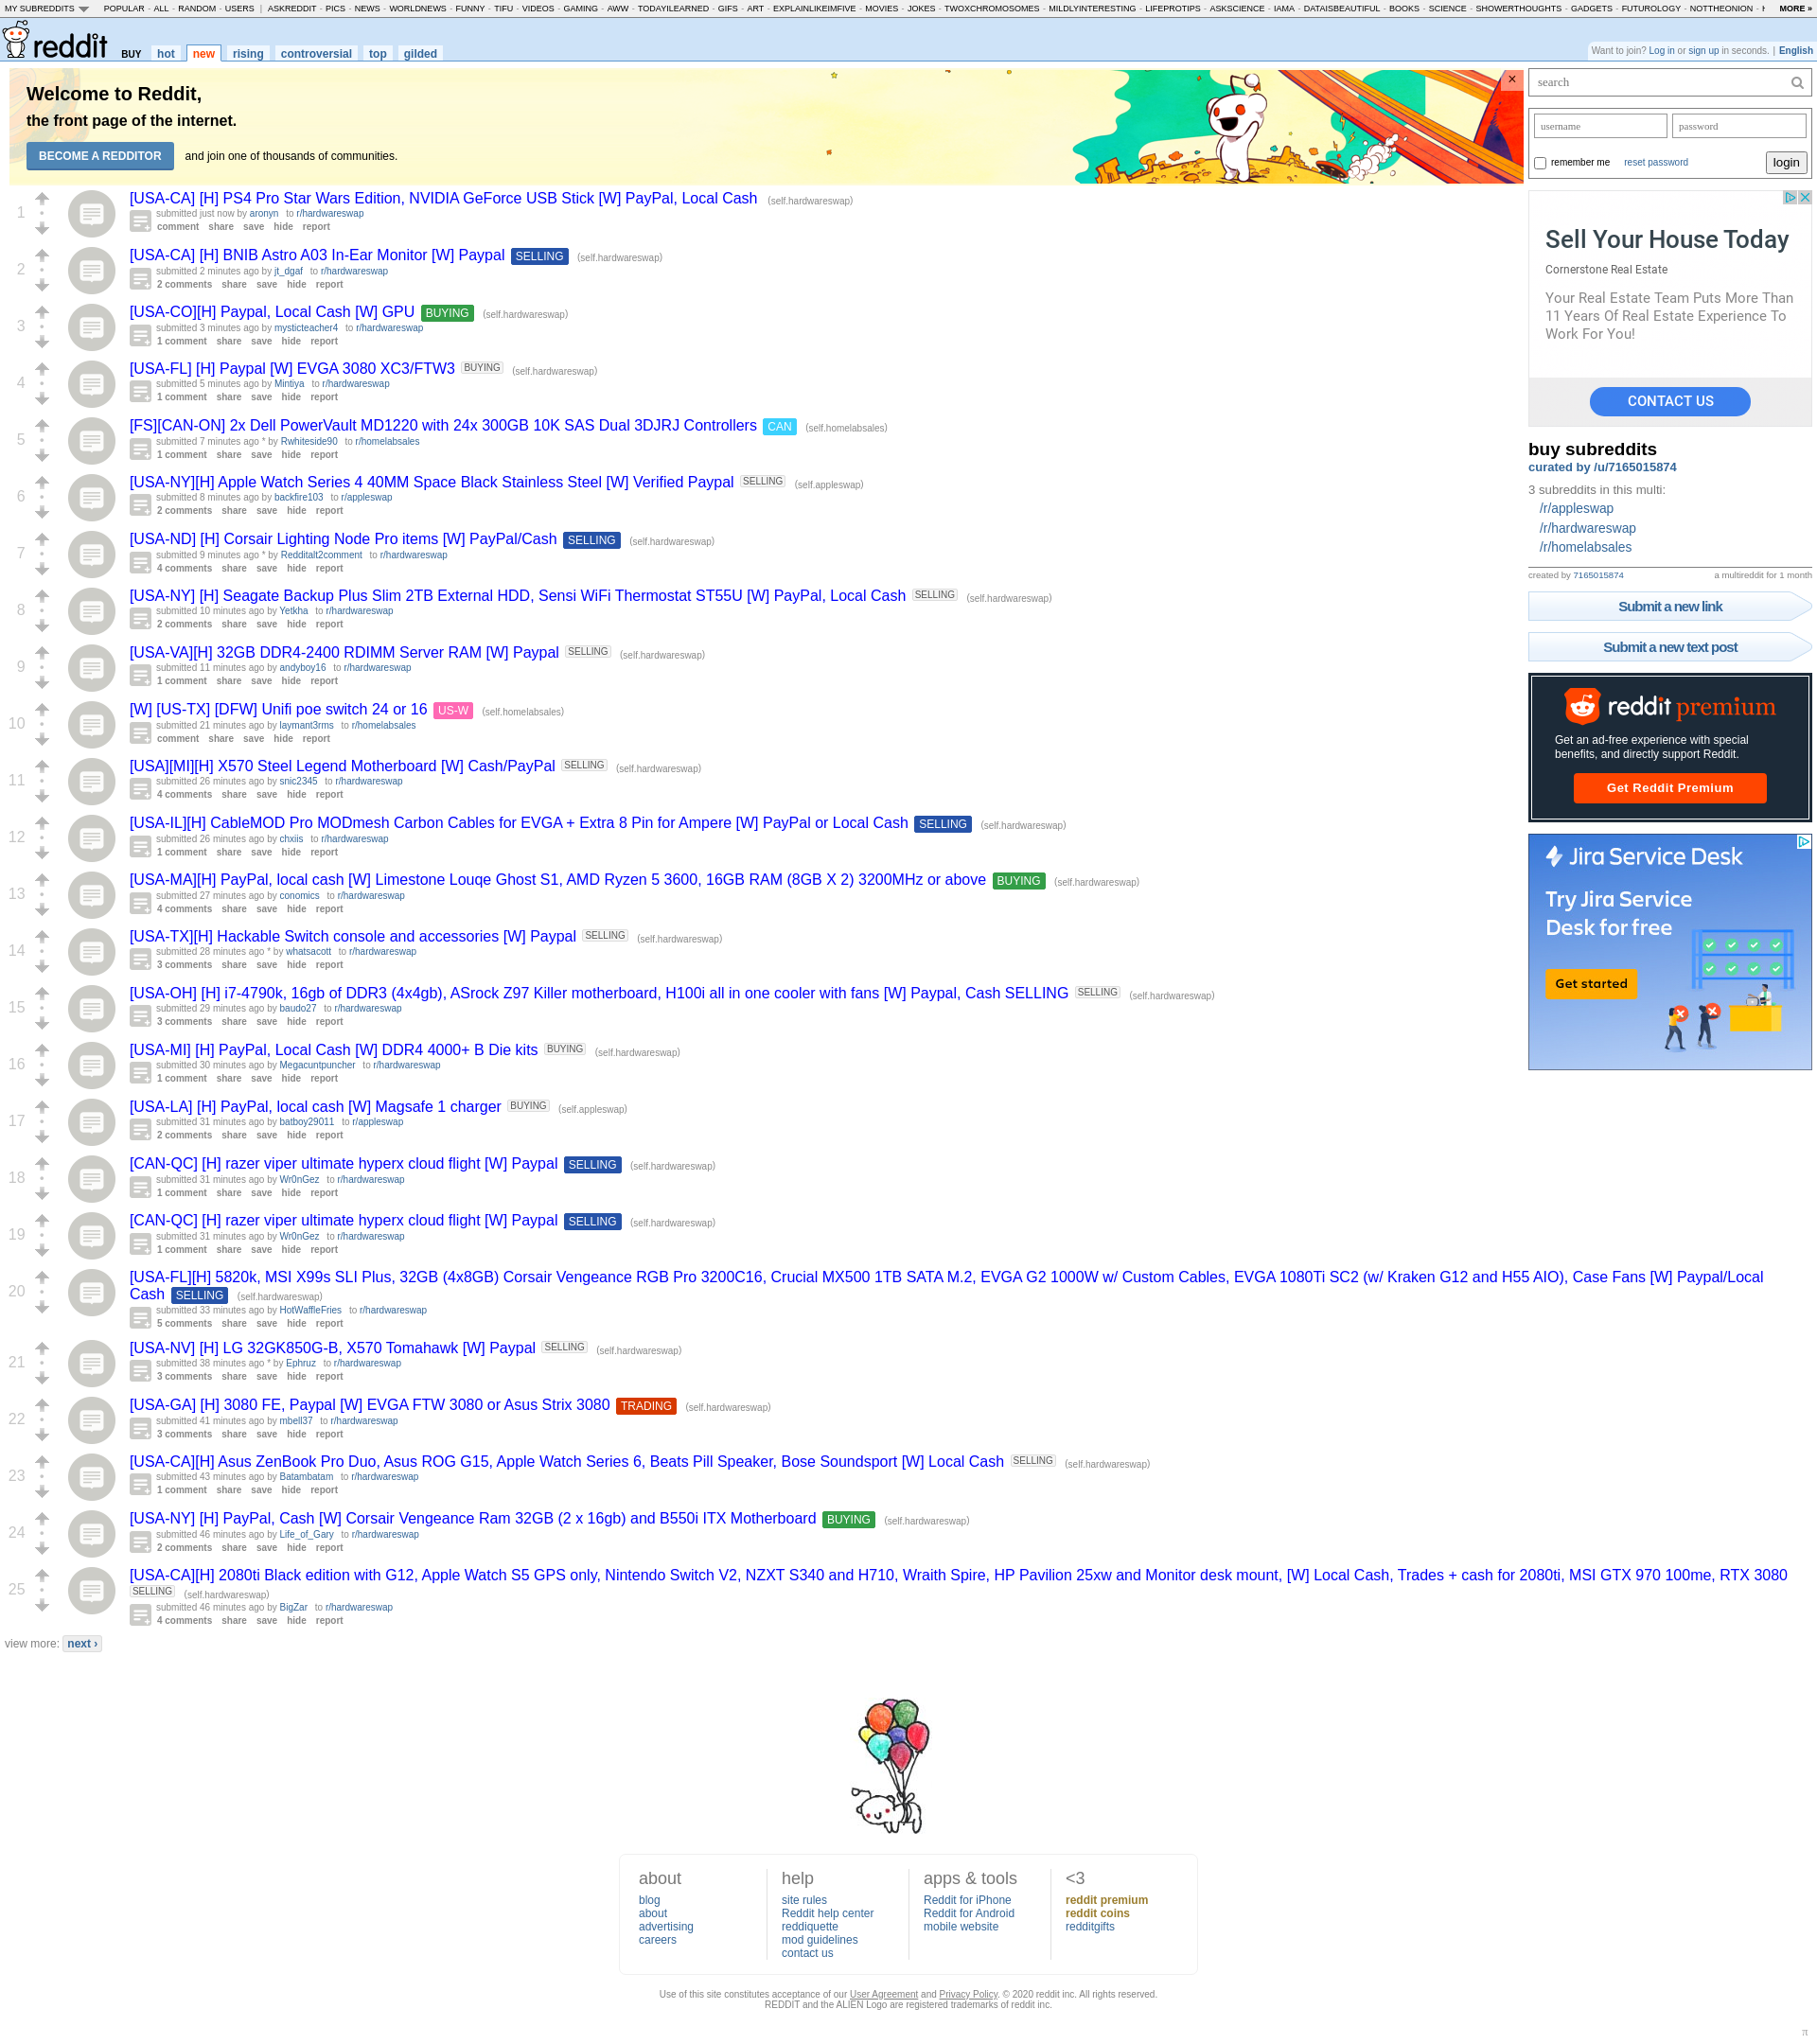 MY SUBREDDITS POPULAR - ALL - RANDOM - USERS | ASKREDDIT - PICS - NEWS - WORLDNEWS - FUNNY - TIFU - VIDEOS - GAMING - AWW - TODAYILEARNED - GIFS - ART - EXPLAINLIKEIMFIVE - MOVIES - JOKES - TWOXCHROMOSOMES - MILDLYINTERESTING - LIFEPROTIPS - ASKSCIENCE - IAMA - DATAISBEAUTIFUL - BOOKS - SCIENCE - SHOWERTHOUGHTS - GADGETS - FUTUROLOGY - NOTTHEONION - MORE »
reddit BUY hot new rising controversial top gilded
Want to join? Log in or sign up in seconds. | English
Welcome to Reddit,
the front page of the internet.
BECOME A REDDITOR and join one of thousands of communities.
1
[USA-CA] [H] PS4 Pro Star Wars Edition, NVIDIA GeForce USB Stick [W] PayPal, Local Cash (self.hardwareswap)
submitted just now by aronyn to r/hardwareswap
comment share save hide report
2
[USA-CA] [H] BNIB Astro A03 In-Ear Monitor [W] Paypal SELLING (self.hardwareswap)
submitted 2 minutes ago by jt_dgaf to r/hardwareswap
2 comments share save hide report
3
[USA-CO][H] Paypal, Local Cash [W] GPU BUYING (self.hardwareswap)
submitted 3 minutes ago by mysticteacher4 to r/hardwareswap
1 comment share save hide report
4
[USA-FL] [H] Paypal [W] EVGA 3080 XC3/FTW3 BUYING (self.hardwareswap)
submitted 5 minutes ago by Mintiya to r/hardwareswap
1 comment share save hide report
5
[FS][CAN-ON] 2x Dell PowerVault MD1220 with 24x 300GB 10K SAS Dual 3DJRJ Controllers CAN (self.homelabsales)
submitted 7 minutes ago * by Rwhiteside90 to r/homelabsales
1 comment share save hide report
6
[USA-NY][H] Apple Watch Series 4 40MM Space Black Stainless Steel [W] Verified Paypal SELLING (self.appleswap)
submitted 8 minutes ago by backfire103 to r/appleswap
2 comments share save hide report
7
[USA-ND] [H] Corsair Lighting Node Pro items [W] PayPal/Cash SELLING (self.hardwareswap)
submitted 9 minutes ago * by Redditalt2comment to r/hardwareswap
4 comments share save hide report
8
[USA-NY] [H] Seagate Backup Plus Slim 2TB External HDD, Sensi WiFi Thermostat ST55U [W] PayPal, Local Cash SELLING (self.hardwareswap)
submitted 10 minutes ago by Yetkha to r/hardwareswap
2 comments share save hide report
9
[USA-VA][H] 32GB DDR4-2400 RDIMM Server RAM [W] Paypal SELLING (self.hardwareswap)
submitted 11 minutes ago by andyboy16 to r/hardwareswap
1 comment share save hide report
10
[W] [US-TX] [DFW] Unifi poe switch 24 or 16 US-W (self.homelabsales)
submitted 21 minutes ago by laymant3rms to r/homelabsales
comment share save hide report
11
[USA][MI][H] X570 Steel Legend Motherboard [W] Cash/PayPal SELLING (self.hardwareswap)
submitted 26 minutes ago by snic2345 to r/hardwareswap
4 comments share save hide report
12
[USA-IL][H] CableMOD Pro MODmesh Carbon Cables for EVGA + Extra 8 Pin for Ampere [W] PayPal or Local Cash SELLING (self.hardwareswap)
submitted 26 minutes ago by chxiis to r/hardwareswap
1 comment share save hide report
13
[USA-MA][H] PayPal, local cash [W] Limestone Louqe Ghost S1, AMD Ryzen 5 3600, 16GB RAM (8GB X 2) 3200MHz or above BUYING (self.hardwareswap)
submitted 27 minutes ago by conomics to r/hardwareswap
4 comments share save hide report
14
[USA-TX][H] Hackable Switch console and accessories [W] Paypal SELLING (self.hardwareswap)
submitted 28 minutes ago * by whatsacott to r/hardwareswap
3 comments share save hide report
15
[USA-OH] [H] i7-4790k, 16gb of DDR3 (4x4gb), ASrock Z97 Killer motherboard, H100i all in one cooler with fans [W] Paypal, Cash SELLING SELLING (self.hardwareswap)
submitted 29 minutes ago by baudo27 to r/hardwareswap
3 comments share save hide report
16
[USA-MI] [H] PayPal, Local Cash [W] DDR4 4000+ B Die kits BUYING (self.hardwareswap)
submitted 30 minutes ago by Megacuntpuncher to r/hardwareswap
1 comment share save hide report
17
[USA-LA] [H] PayPal, local cash [W] Magsafe 1 charger BUYING (self.appleswap)
submitted 31 minutes ago by batboy29011 to r/appleswap
2 comments share save hide report
18
[CAN-QC] [H] razer viper ultimate hyperx cloud flight [W] Paypal SELLING (self.hardwareswap)
submitted 31 minutes ago by Wr0nGez to r/hardwareswap
1 comment share save hide report
19
[CAN-QC] [H] razer viper ultimate hyperx cloud flight [W] Paypal SELLING (self.hardwareswap)
submitted 31 minutes ago by Wr0nGez to r/hardwareswap
1 comment share save hide report
20
[USA-FL][H] 5820k, MSI X99s SLI Plus, 32GB (4x8GB) Corsair Vengeance RGB Pro 3200C16, Crucial MX500 1TB SATA M.2, EVGA G2 1000W w/ Custom Cables, EVGA 1080Ti SC2 (w/ Kraken G12 and H55 AIO), Case Fans [W] Paypal/Local
Cash SELLING (self.hardwareswap)
submitted 33 minutes ago by HotWaffleFries to r/hardwareswap
5 comments share save hide report
21
[USA-NV] [H] LG 32GK850G-B, X570 Tomahawk [W] Paypal SELLING (self.hardwareswap)
submitted 38 minutes ago * by Ephruz to r/hardwareswap
3 comments share save hide report
22
[USA-GA] [H] 3080 FE, Paypal [W] EVGA FTW 3080 or Asus Strix 3080 TRADING (self.hardwareswap)
submitted 41 minutes ago by mbell37 to r/hardwareswap
3 comments share save hide report
23
[USA-CA][H] Asus ZenBook Pro Duo, Asus ROG G15, Apple Watch Series 6, Beats Pill Speaker, Bose Soundsport [W] Local Cash SELLING (self.hardwareswap)
submitted 43 minutes ago by Batambatam to r/hardwareswap
1 comment share save hide report
24
[USA-NY] [H] PayPal, Cash [W] Corsair Vengeance Ram 32GB (2 x 16gb) and B550i ITX Motherboard BUYING (self.hardwareswap)
submitted 46 minutes ago by Life_of_Gary to r/hardwareswap
2 comments share save hide report
25
[USA-CA][H] 2080ti Black edition with G12, Apple Watch S5 GPS only, Nintendo Switch V2, NZXT S340 and H710, Wraith Spire, HP Pavilion 25xw and Monitor desk mount, [W] Local Cash, Trades + cash for 2080ti, MSI GTX 970 100me, RTX 3080
SELLING (self.hardwareswap)
submitted 46 minutes ago by BigZar to r/hardwareswap
4 comments share save hide report
view more: next ›
search
username password
remember me reset password login
Sell Your House Today
Cornerstone Real Estate
Your Real Estate Team Puts More Than
11 Years Of Real Estate Experience To
Work For You!
CONTACT US
buy subreddits
curated by /u/7165015874
3 subreddits in this multi:
/r/appleswap
/r/hardwareswap
/r/homelabsales
created by 7165015874 a multireddit for 1 month
Submit a new link
Submit a new text post
reddit premium
Get an ad-free experience with special
benefits, and directly support Reddit.
Get Reddit Premium
Jira Service Desk
Try Jira Service
Desk for free
Get started
about
blog
about
advertising
careers
help
site rules
Reddit help center
reddiquette
mod guidelines
contact us
apps & tools
Reddit for iPhone
Reddit for Android
mobile website
<3
reddit premium
reddit coins
redditgifts
Use of this site constitutes acceptance of our User Agreement and Privacy Policy. © 2020 reddit inc. All rights reserved.
REDDIT and the ALIEN Logo are registered trademarks of reddit inc.
π